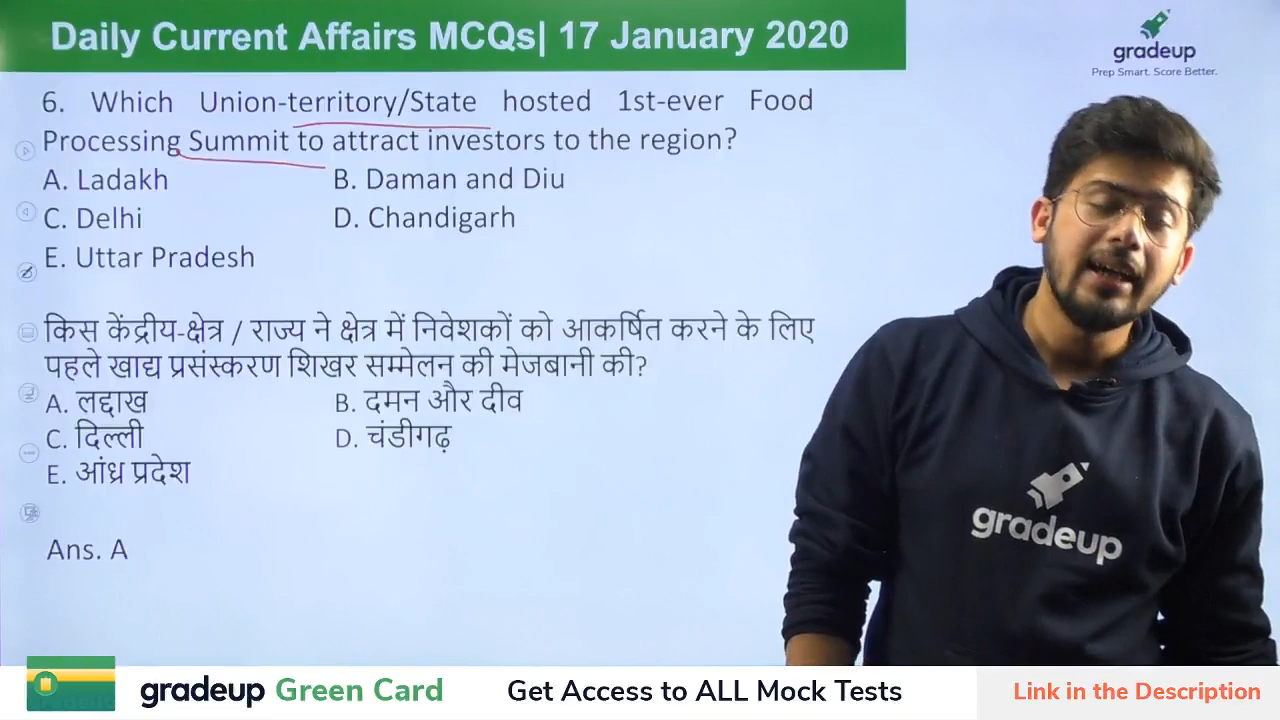 Daily Current Affairs MCQs| 17 January 2020
gradeup
Prep Smart. Score Better.
6. Which Union-territory/State hosted 1st-ever Food
Processing Summit to attract investors to the region?
A. Ladakh B. Daman and Diu
C. Delhi D. Chandigarh
E. Uttar Pradesh
किस केंद्रीय-क्षेत्र / राज्य ने क्षेत्र में निवेशकों को आकर्षित करने के लिए
पहले खाद्य प्रसंस्करण शिखर सम्मेलन की मेजबानी की?
A. लद्दाख B. दमन और दीव
C. दिल्ली D. चंडीगढ़
E. आंध्र प्रदेश
Ans. A
gradeup
gradeup Green Card Get Access to ALL Mock Tests Link in the Description